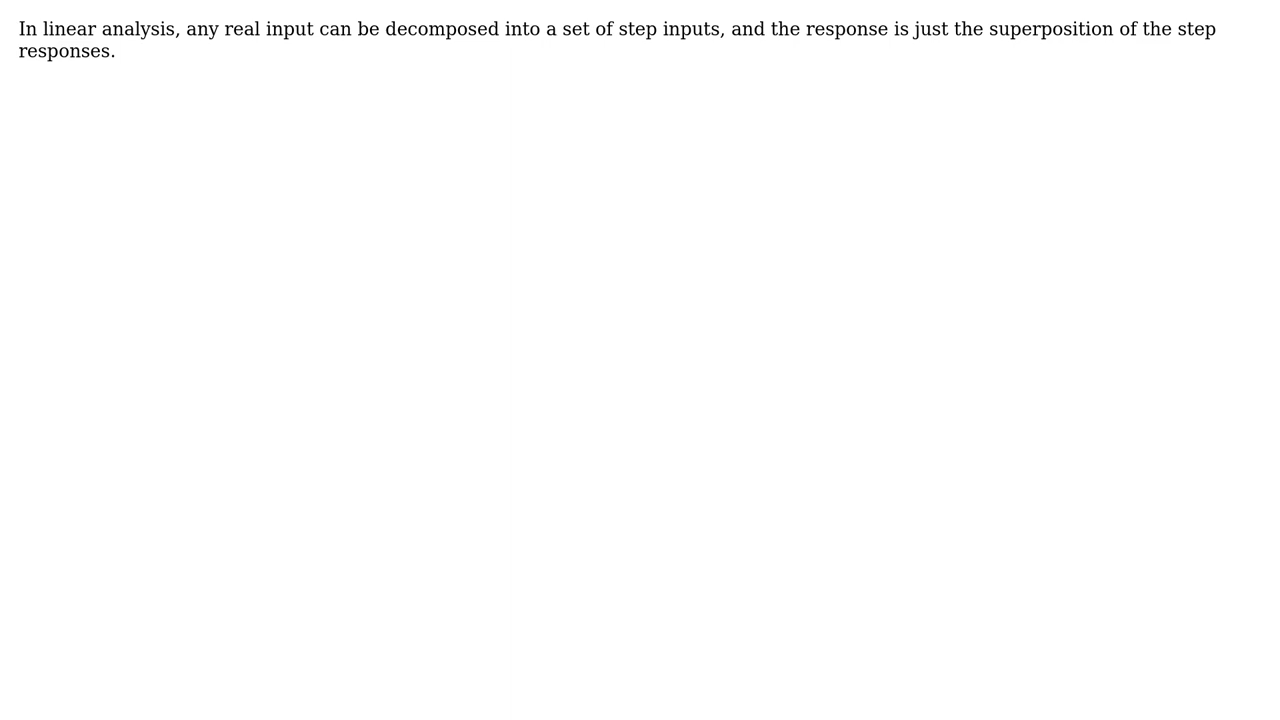 In linear analysis, any real input can be decomposed into a set of step inputs, and the response is just the superposition of the step
responses.